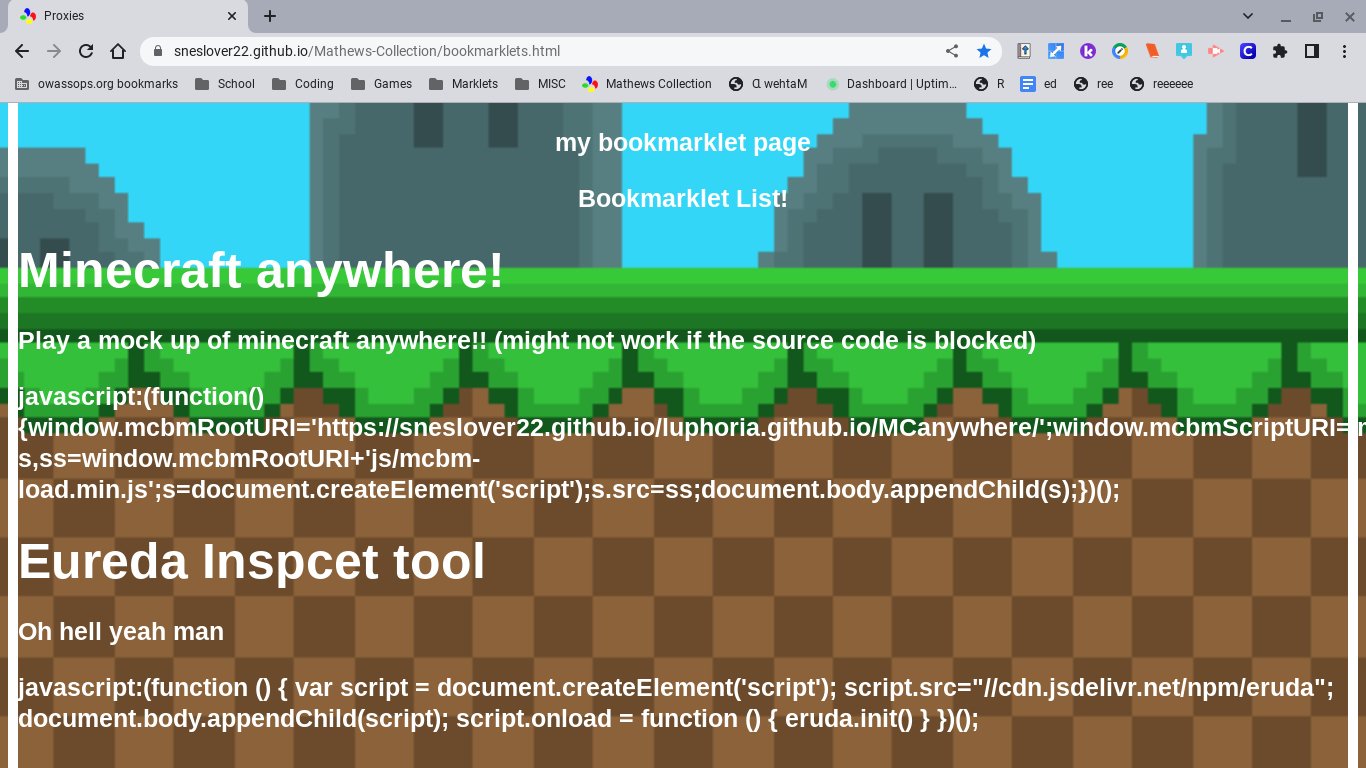 Proxies
sneslover22.github.io/Mathews-Collection/bookmarklets.html
owassops.org bookmarks School Coding Games Marklets MISC Mathews Collection Dashboard | Uptim… R ed ree reeeeee
my bookmarklet page
Bookmarklet List!
Minecraft anywhere!
Play a mock up of minecraft anywhere!! (might not work if the source code is blocked)
javascript:(function()
{window.mcbmRootURI='https://sneslover22.github.io/luphoria.github.io/MCanywhere/';window.mcbmScriptURI=
s,ss=window.mcbmRootURI+'js/mcbm-
load.min.js';s=document.createElement('script');s.src=ss;document.body.appendChild(s);})();
Eureda Inspcet tool
Oh hell yeah man
javascript:(function () { var script = document.createElement('script'); script.src="//cdn.jsdelivr.net/npm/eruda";
document.body.appendChild(script); script.onload = function () { eruda.init() } })();